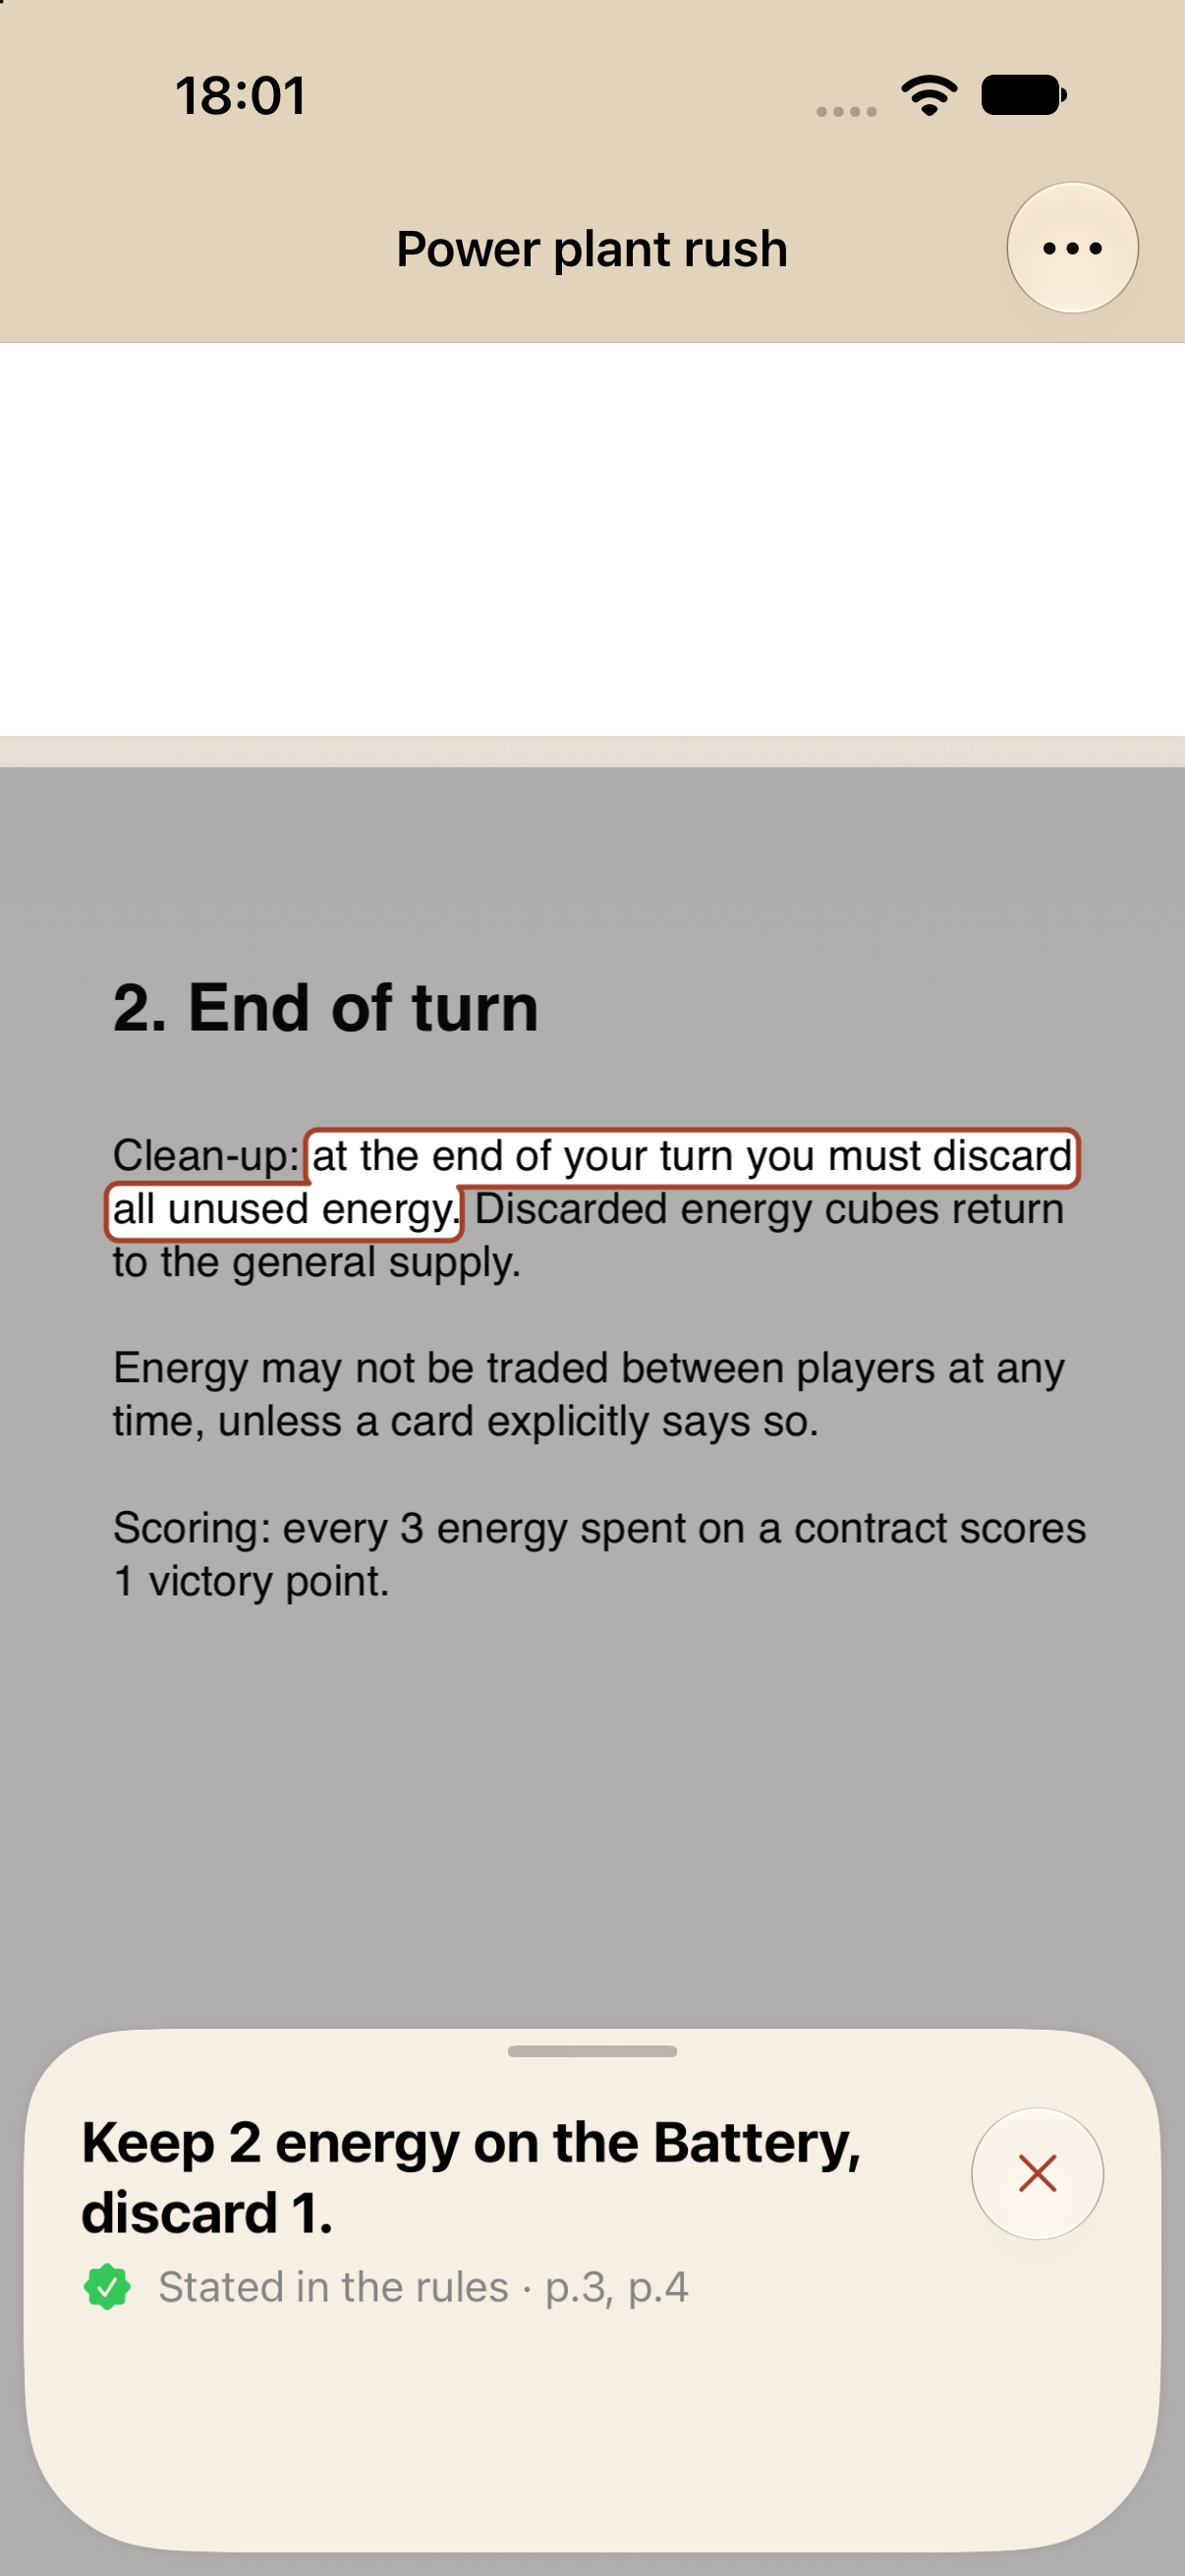 18:01
Power plant rush
2. End of turn
Clean-up: at the end of your turn you must discard
all unused energy. Discarded energy cubes return
to the general supply.
Energy may not be traded between players at any
time, unless a card explicitly says so.
Scoring: every 3 energy spent on a contract scores
1 victory point.
Keep 2 energy on the Battery,
discard 1.
Stated in the rules · p.3, p.4